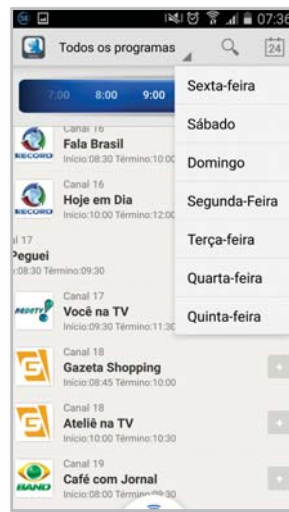 07:36
Todos os programas
24
7:00 8:00 9:00
Sexta-feira
Sábado
Domingo
Segunda-Feira
Terça-feira
Quarta-feira
Quinta-feira
Canal 16
Fala Brasil
Início:08:30 Término:10:00
RECORD
Canal 16
Hoje em Dia
Início:10:00 Término:12:00
RECORD
al 17
Peguei
:08:30 Término:09:30
Canal 17
Você na TV
Início:09:30 Término:11:30
REDETV
Canal 18
Gazeta Shopping
Início:08:45 Término:10:00
Canal 18
Ateliê na TV
Início:10:00 Término:10:30
Canal 19
Café com Jornal
Início:08:00 Término:09:30
BAND